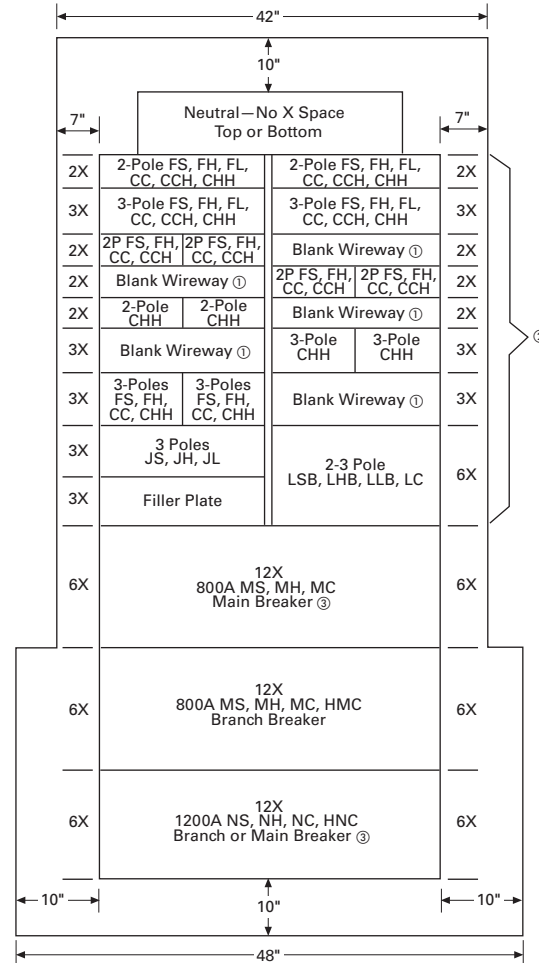 42"
10"
7"
7"
Neutral—No X Space
Top or Bottom
2X
2-Pole FS, FH, FL,
CC, CCH, CHH
2-Pole FS, FH, FL,
CC, CCH, CHH
2X
3X
3-Pole FS, FH, FL,
CC, CCH, CHH
3-Pole FS, FH, FL,
CC, CCH, CHH
3X
2X
2P FS, FH,
CC, CCH
2P FS, FH,
CC, CCH
Blank Wireway ①
2X
2X
Blank Wireway ①
2P FS, FH,
CC, CCH
2P FS, FH,
CC, CCH
2X
2X
2-Pole
CHH
2-Pole
CHH
Blank Wireway ①
2X
3X
Blank Wireway ①
3-Pole
CHH
3-Pole
CHH
3X
3X
3-Poles
FS, FH,
CC, CHH
3-Poles
FS, FH,
CC, CHH
Blank Wireway ①
3X
3X
3 Poles
JS, JH, JL
3X
Filler Plate
2-3 Pole
LSB, LHB, LLB, LC
6X
6X
12X
800A MS, MH, MC
Main Breaker ③
6X
6X
12X
800A MS, MH, MC, HMC
Branch Breaker
6X
6X
12X
1200A NS, NH, NC, HNC
Branch or Main Breaker ③
6X
10"
10"
10"
48"